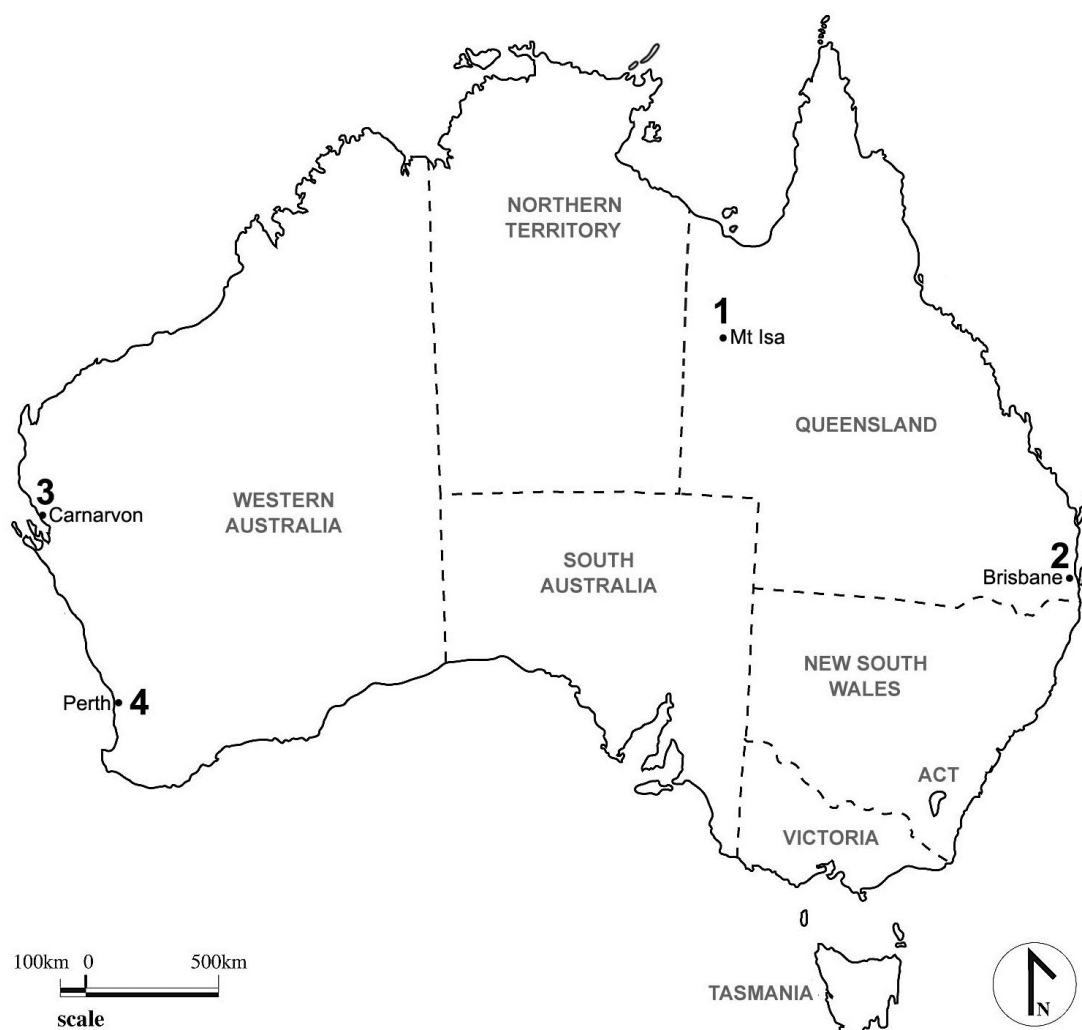 NORTHERN
TERRITORY
1
Mt Isa
QUEENSLAND
3
Carnarvon
WESTERN
AUSTRALIA
SOUTH
AUSTRALIA
2
Brisbane
NEW SOUTH
WALES
Perth 4
ACT
VICTORIA
100km 0 500km
scale
TASMANIA
N